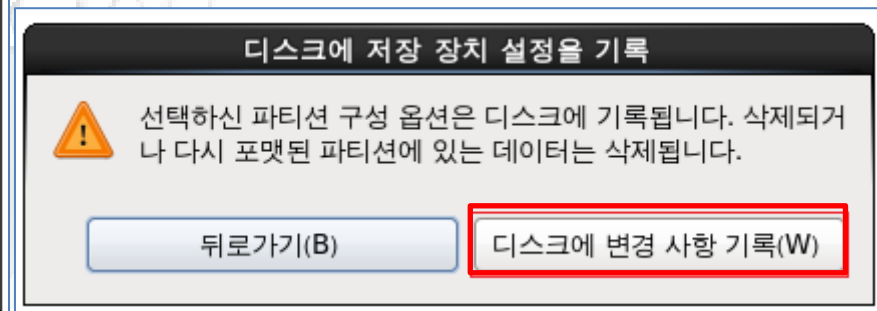 디스크에 저장 장치 설정을 기록
선택하신 파티션 구성 옵션은 디스크에 기록됩니다. 삭제되거
나 다시 포맷된 파티션에 있는 데이터는 삭제됩니다.
뒤로가기(B) 디스크에 변경 사항 기록(W)